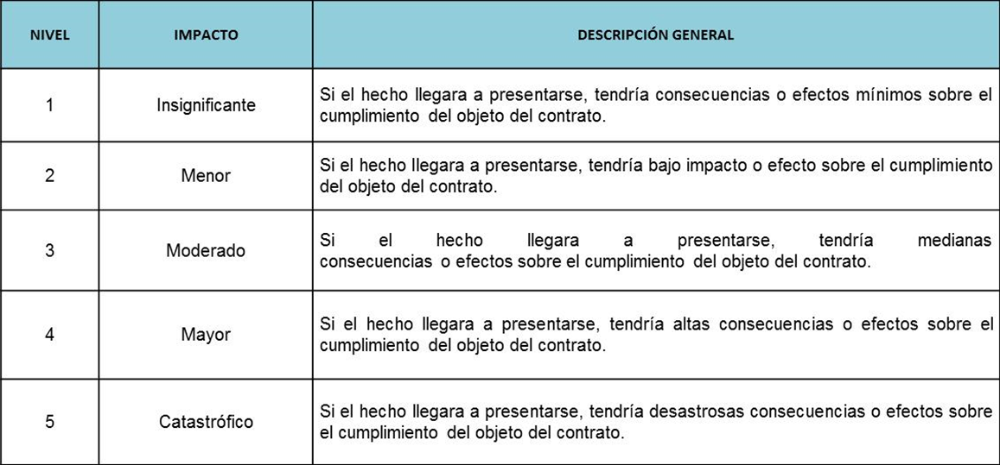 NIVEL IMPACTO DESCRIPCIÓN GENERAL
1 Insignificante Si el hecho llegara a presentarse, tendría consecuencias o efectos mínimos sobre el
cumplimiento del objeto del contrato.
2 Menor Si el hecho llegara a presentarse, tendría bajo impacto o efecto sobre el cumplimiento
del objeto del contrato.
3 Moderado Si el hecho llegara a presentarse, tendría medianas
consecuencias o efectos sobre el cumplimiento del objeto del contrato.
4 Mayor Si el hecho llegara a presentarse, tendría altas consecuencias o efectos sobre el
cumplimiento del objeto del contrato.
5 Catastrófico Si el hecho llegara a presentarse, tendría desastrosas consecuencias o efectos sobre
el cumplimiento del objeto del contrato.